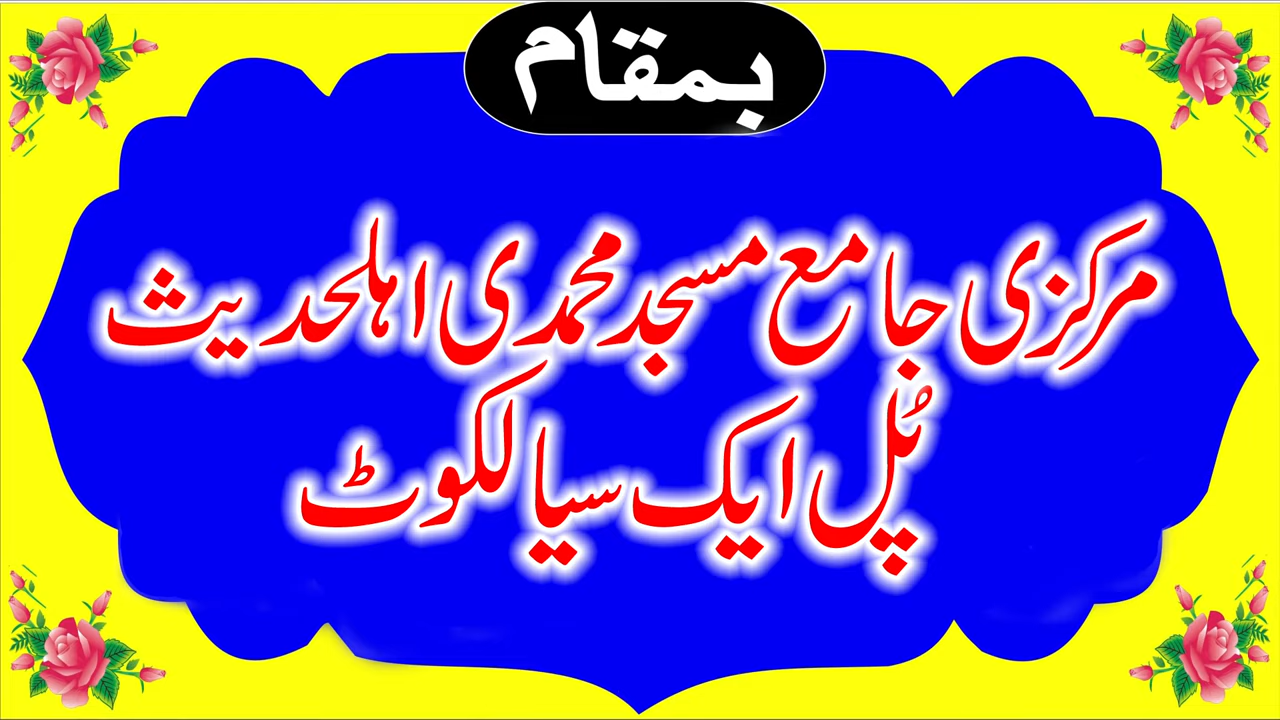 بمقام
مرکزی جامع مسجد محمدی اہلحدیث
پُل ایک سیالکوٹ